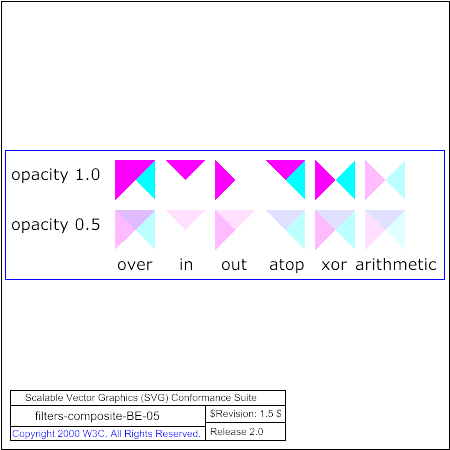 opacity 1.0
opacity 0.5
over in out atop xor arithmetic
Scalable Vector Graphics (SVG) Conformance Suite
filters-composite-BE-05
$Revision: 1.5 $
Copyright 2000 W3C. All Rights Reserved.
Release 2.0